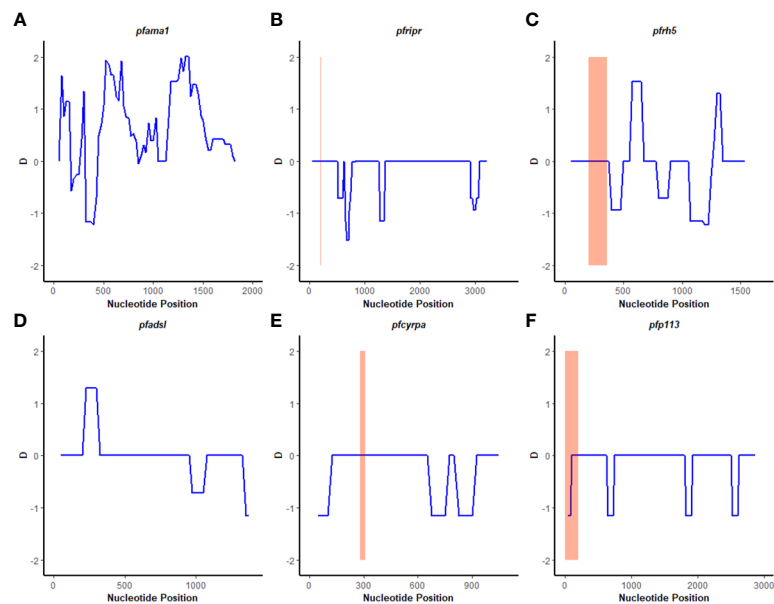 A
pfama1
D
2
1
0
-1
-2
0 500 1000 1500 2000
Nucleotide Position
B
pfripr
D
2
1
0
-1
-2
0 1000 2000 3000
Nucleotide Position
C
pfrh5
D
2
1
0
-1
-2
0 500 1000 1500
Nucleotide Position
D
pfadsl
D
2
1
0
-1
-2
0 500 1000
Nucleotide Position
E
pfcyrpa
D
2
1
0
-1
-2
0 300 600 900
Nucleotide Position
F
pfp113
D
2
1
0
-1
-2
0 1000 2000 3000
Nucleotide Position